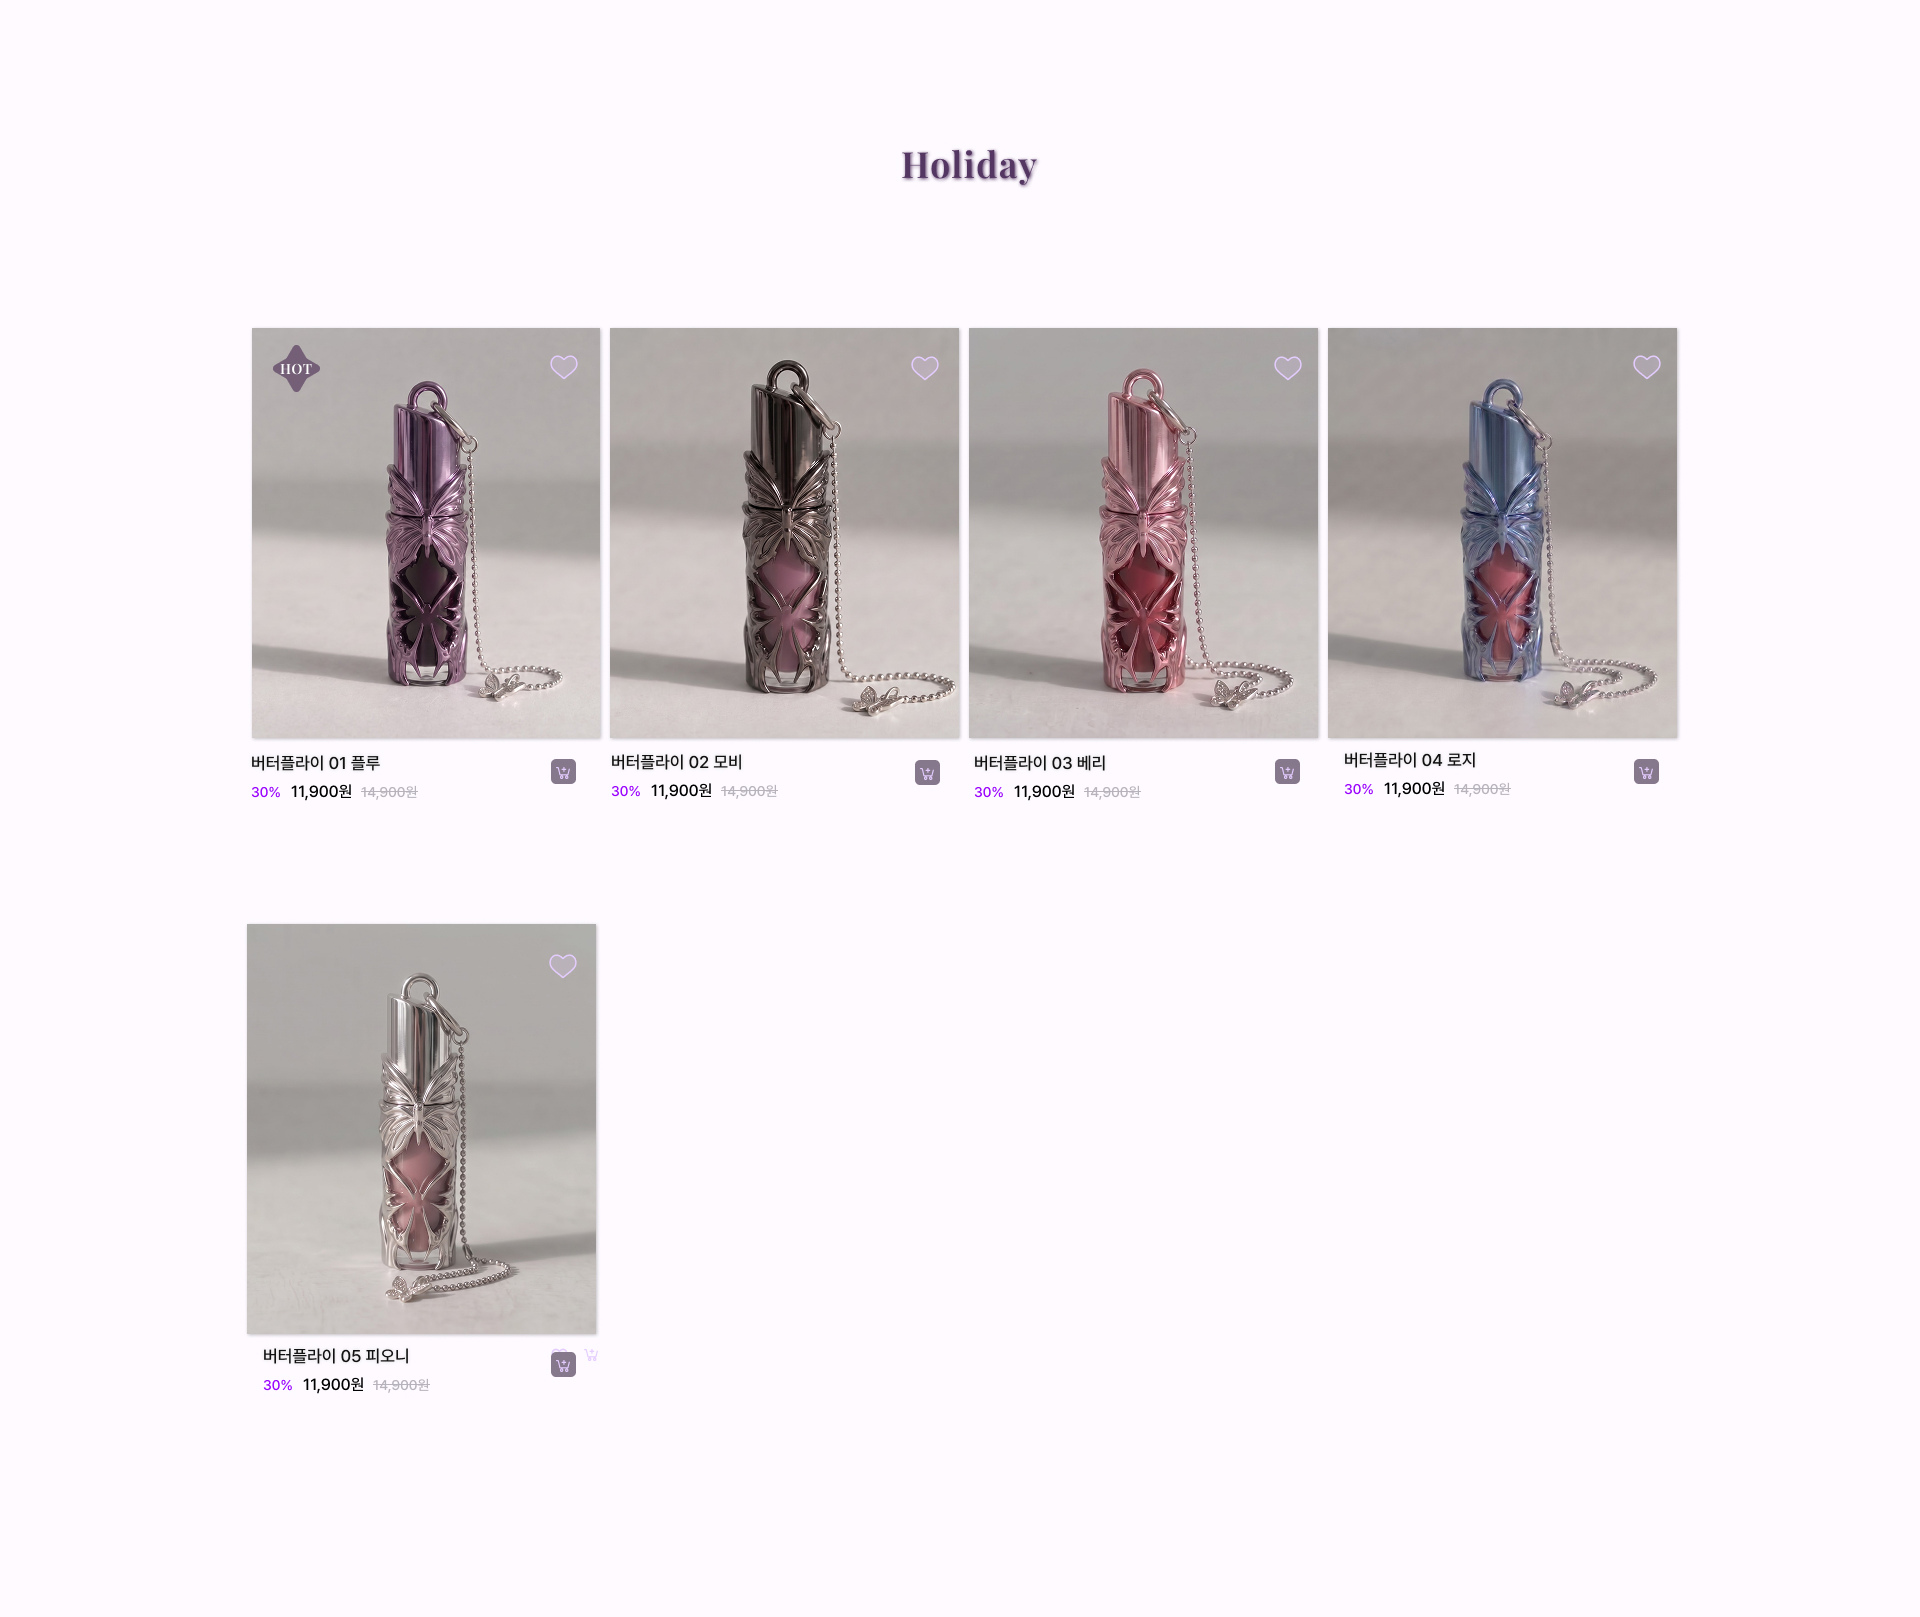 Holiday
HOT
버터플라이 01 플루
30% 11,900원 14,900원
버터플라이 02 모비
30% 11,900원 14,900원
버터플라이 03 베리
30% 11,900원 14,900원
버터플라이 04 로지
30% 11,900원 14,900원
버터플라이 05 피오니
30% 11,900원 14,900원